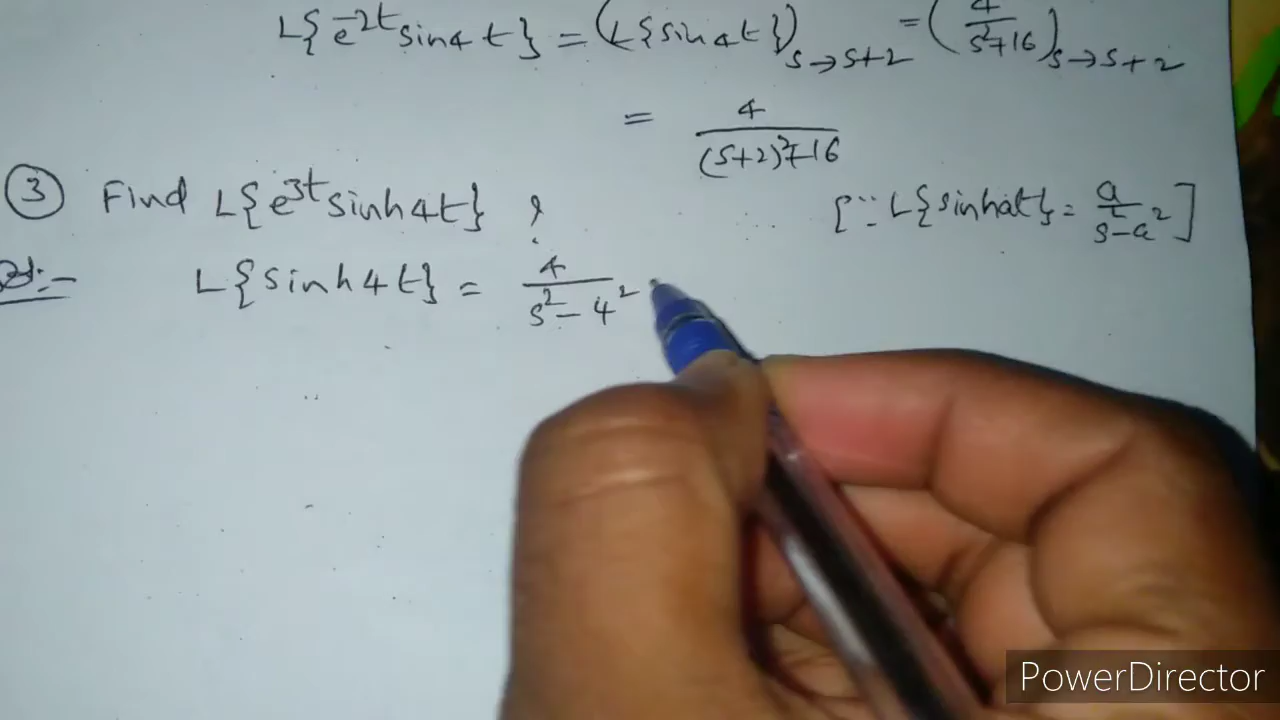 L{e^-2t sin4t} = (L{sin4t})s→s+2 = (4/s²+16)s→s+2
= 4/(s+2)²+16
③ Find L{e^3t sinh4t} ? [∵ L{sinhat} = a/s²-a²]
Sol:- L{sinh4t} = 4/s²-4²
PowerDirector